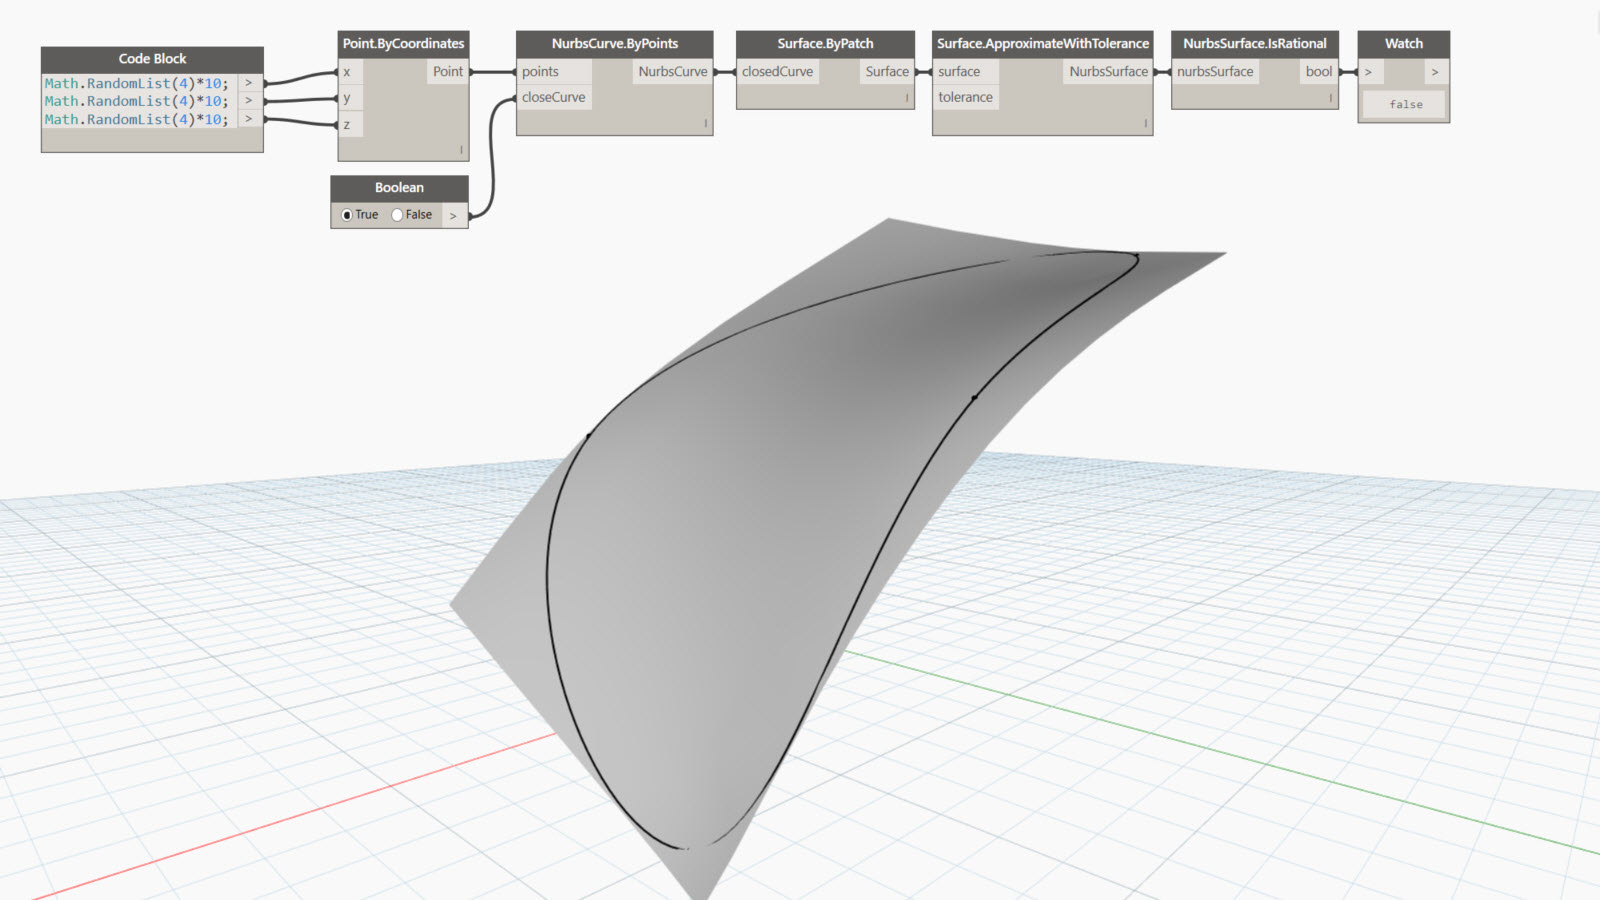 Code Block
Math.RandomList(4)*10; >
Math.RandomList(4)*10; >
Math.RandomList(4)*10; >
Point.ByCoordinates
x Point
y
z
Boolean
True False >
NurbsCurve.ByPoints
points NurbsCurve
closeCurve
Surface.ByPatch
closedCurve Surface
Surface.ApproximateWithTolerance
surface NurbsSurface
tolerance
NurbsSurface.IsRational
nurbsSurface bool
Watch
> >
false